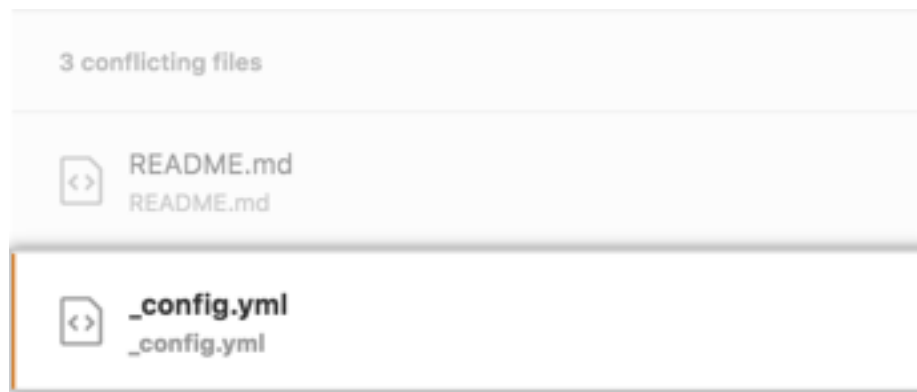 3 conflicting files
README.md
README.md
_config.yml
_config.yml